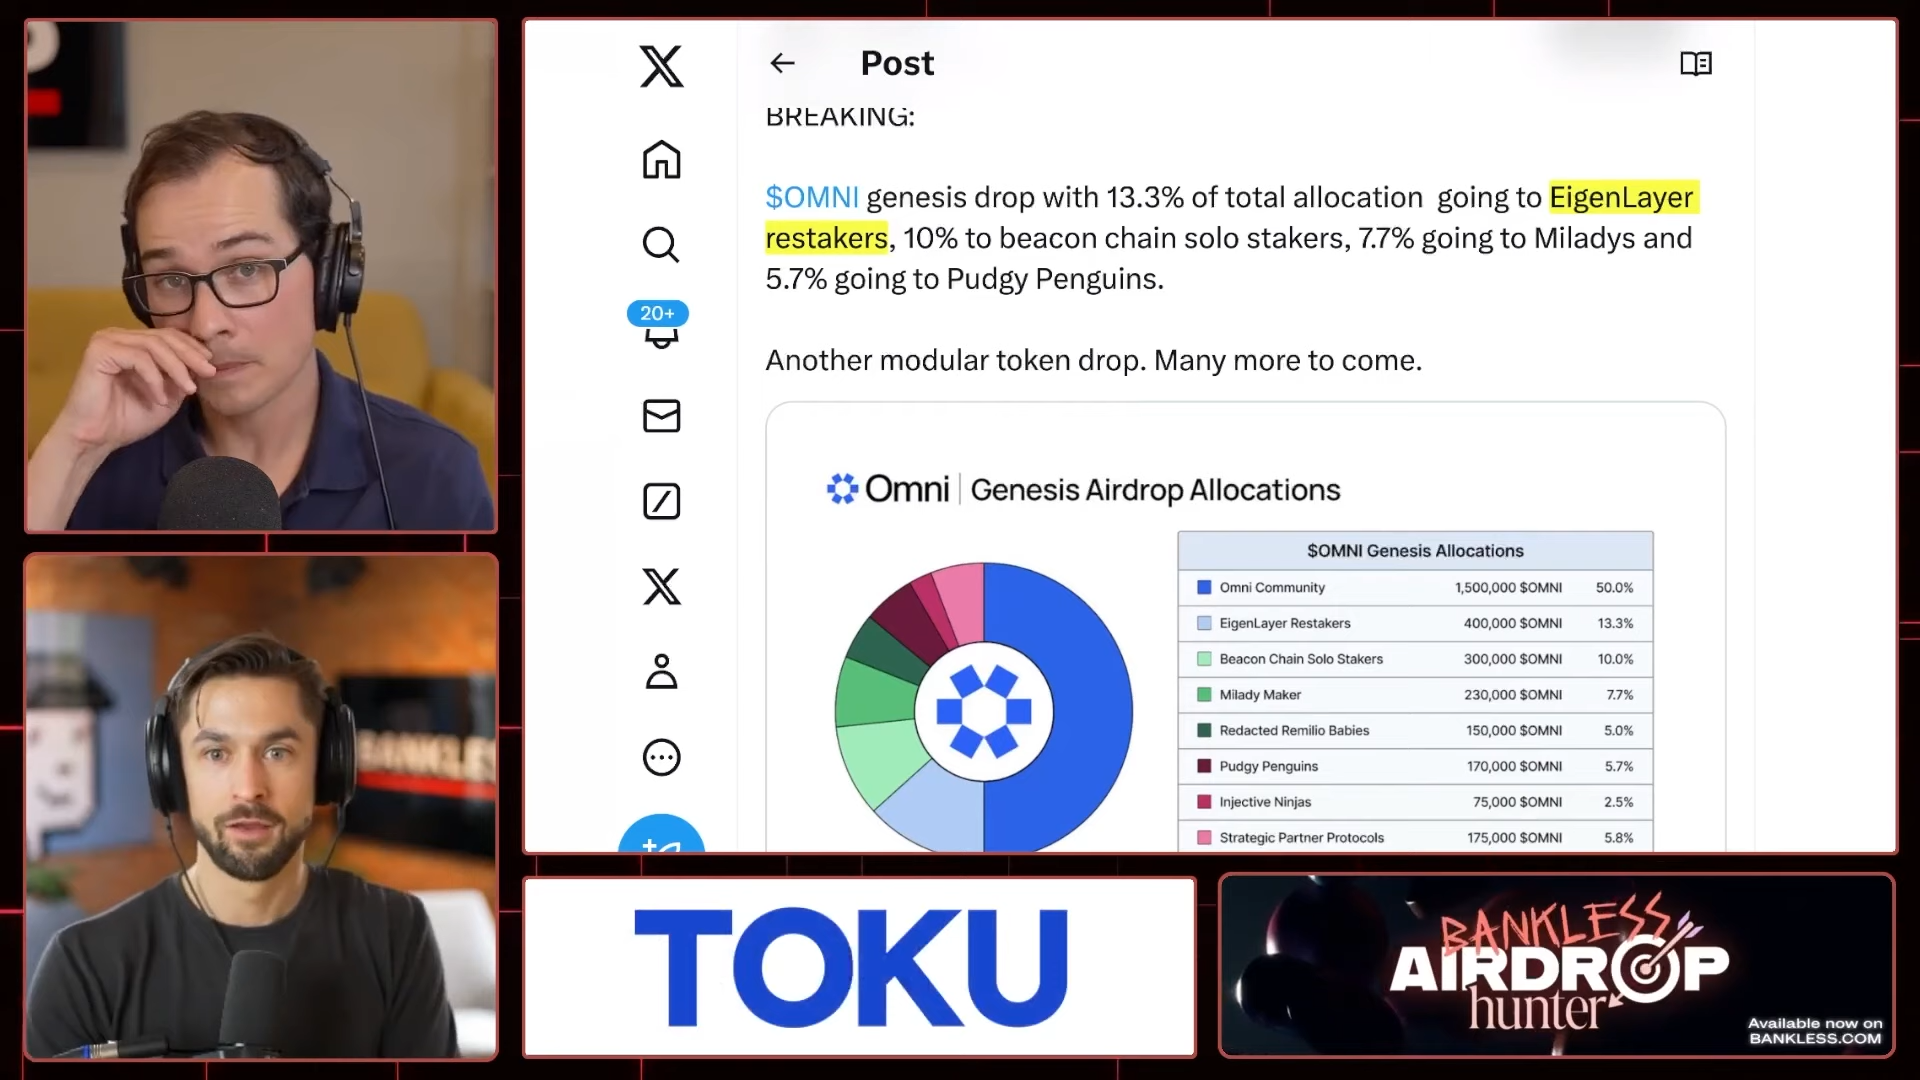 Post
BREAKING:
$OMNI genesis drop with 13.3% of total allocation going to EigenLayer
restakers, 10% to beacon chain solo stakers, 7.7% going to Miladys and
5.7% going to Pudgy Penguins.
Another modular token drop. Many more to come.
20+
Omni | Genesis Airdrop Allocations
$OMNI Genesis Allocations
Omni Community 1,500,000 $OMNI 50.0%
EigenLayer Restakers 400,000 $OMNI 13.3%
Beacon Chain Solo Stakers 300,000 $OMNI 10.0%
Milady Maker 230,000 $OMNI 7.7%
Redacted Remilio Babies 150,000 $OMNI 5.0%
Pudgy Penguins 170,000 $OMNI 5.7%
Injective Ninjas 75,000 $OMNI 2.5%
Strategic Partner Protocols 175,000 $OMNI 5.8%
BANKLESS
TOKU
BANKLESS
AIRDROP
hunter
Available now on
BANKLESS.COM